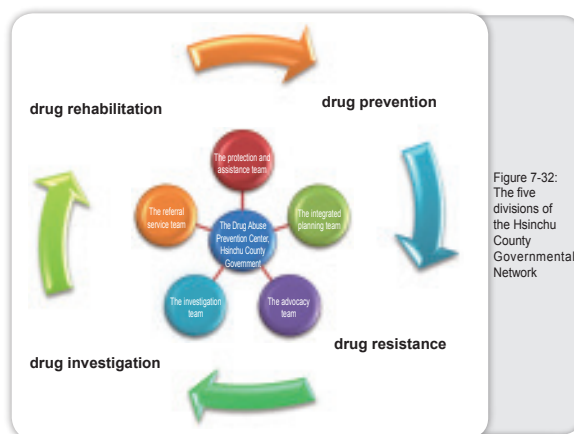 drug rehabilitation
drug prevention
The protection and
assistance team
The referral
service team
The integrated
planning team
The Drug Abuse
Prevention Center,
Hsinchu County
Government
The investigation
team
The advocacy
team
drug investigation
drug resistance
Figure 7-32:
The five
divisions of
the Hsinchu
County
Governmental
Network